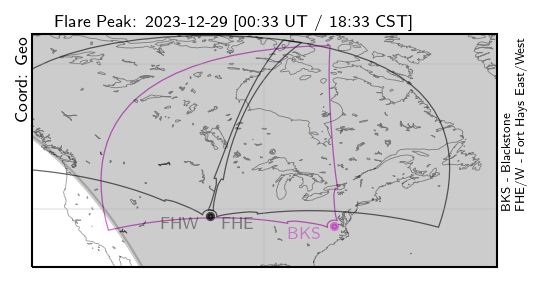 Flare Peak: 2023-12-29 [00:33 UT / 18:33 CST]
Coord: Geo
FHW FHE
BKS
BKS - Blackstone
FHE/W - Fort Hays East/West